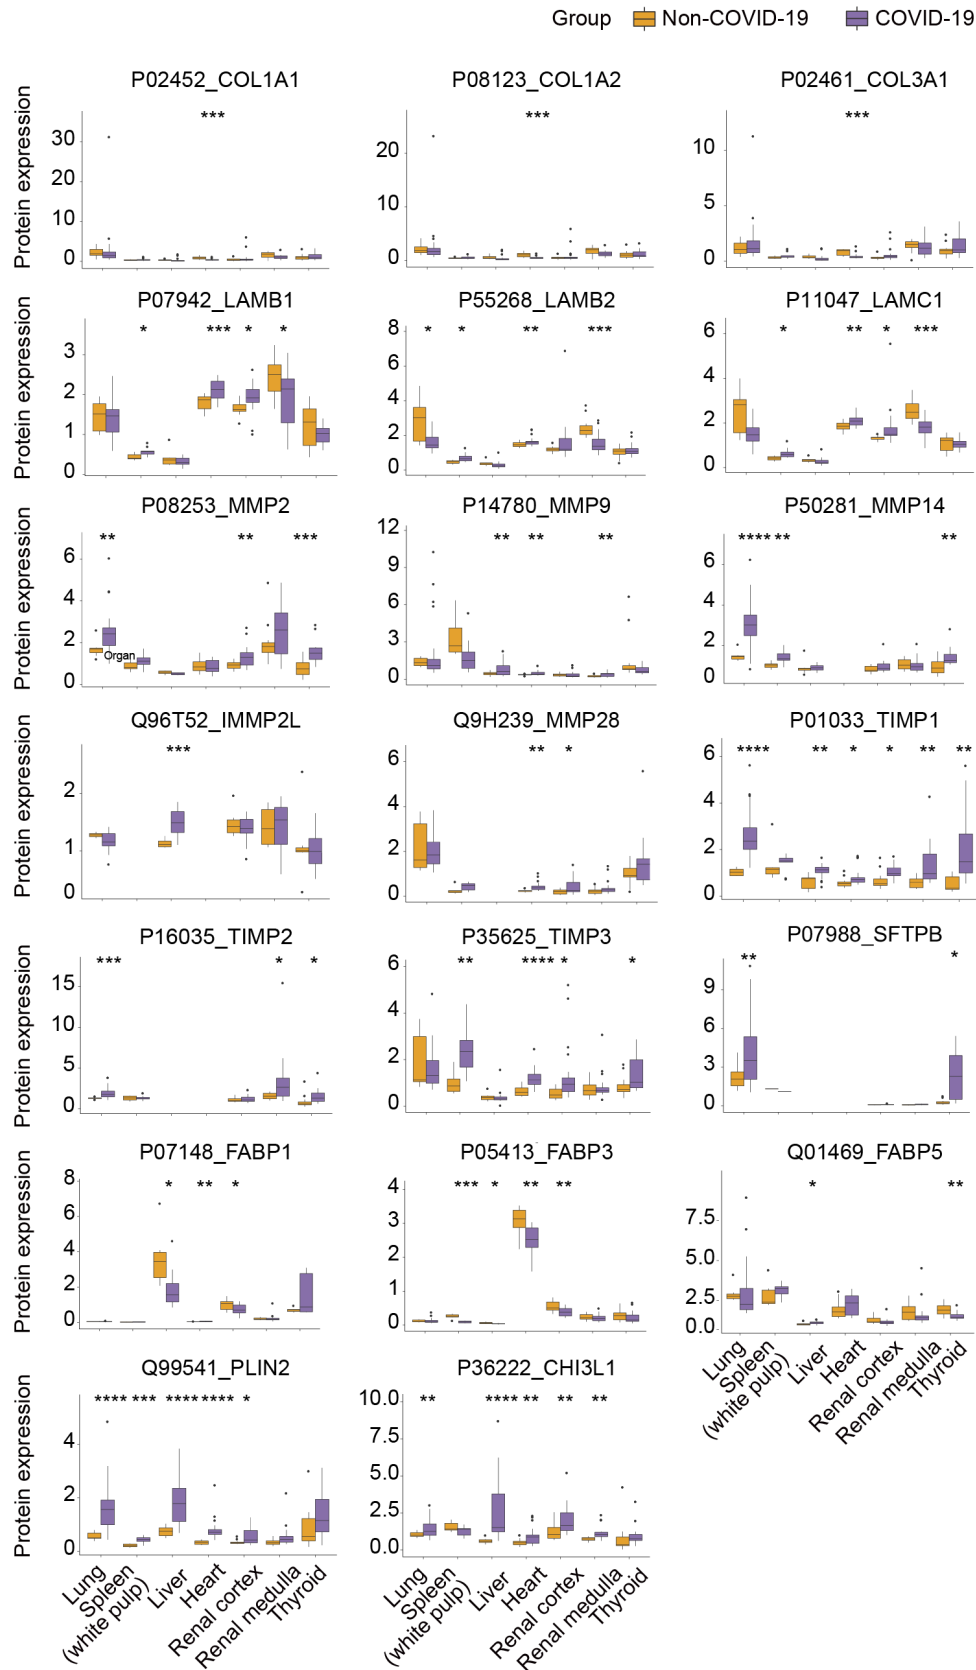 Group Non-COVID-19 COVID-19
P02452_COL1A1 P08123_COL1A2 P02461_COL3A1
Protein expression
*** *** ***
30 20 10 0
20 10 0
10 5 0
P07942_LAMB1 P55268_LAMB2 P11047_LAMC1
Protein expression
* *** * * * * ** *** * ** * ***
3 2 1 0
8 6 4 2 0
6 4 2 0
P08253_MMP2 P14780_MMP9 P50281_MMP14
Protein expression
** ** *** ** ** ** **** ** **
6 4 2 0
12 9 6 3 0
6 4 2 0
Organ
Q96T52_IMMP2L Q9H239_MMP28 P01033_TIMP1
Protein expression
*** ** * **** ** * * ** **
2 1 0
6 4 2 0
6 4 2 0
P16035_TIMP2 P35625_TIMP3 P07988_SFTPB
Protein expression
*** * * ** **** * * ** *
15 10 5 0
6 4 2 0
9 6 3 0
P07148_FABP1 P05413_FABP3 Q01469_FABP5
Protein expression
* ** * *** * ** ** * **
8 6 4 2 0
4 3 2 1 0
7.5 5.0 2.5 0.0
Lung Spleen (white pulp) Liver Heart Renal cortex Renal medulla Thyroid
Q99541_PLIN2 P36222_CHI3L1
Protein expression
**** *** **** **** * ** **** ** ** **
4 2 0
10.0 7.5 5.0 2.5 0.0
Lung Spleen (white pulp) Liver Heart Renal cortex Renal medulla Thyroid
Lung Spleen (white pulp) Liver Heart Renal cortex Renal medulla Thyroid